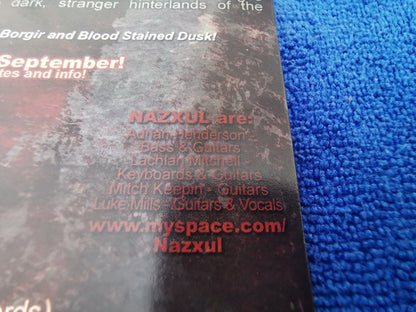 dark, stranger hinterlands of the
Borgir and Blood Stained Dusk!
September!
tes and info!
NAZXUL are:
Adrian Henderson -
Bass & Guitars
Lachlan Mitchell -
Keyboards & Guitars
Mitch Keepin - Guitars
Luke Mills - Guitars & Vocals
www.myspace.com/
Nazxul
ords)